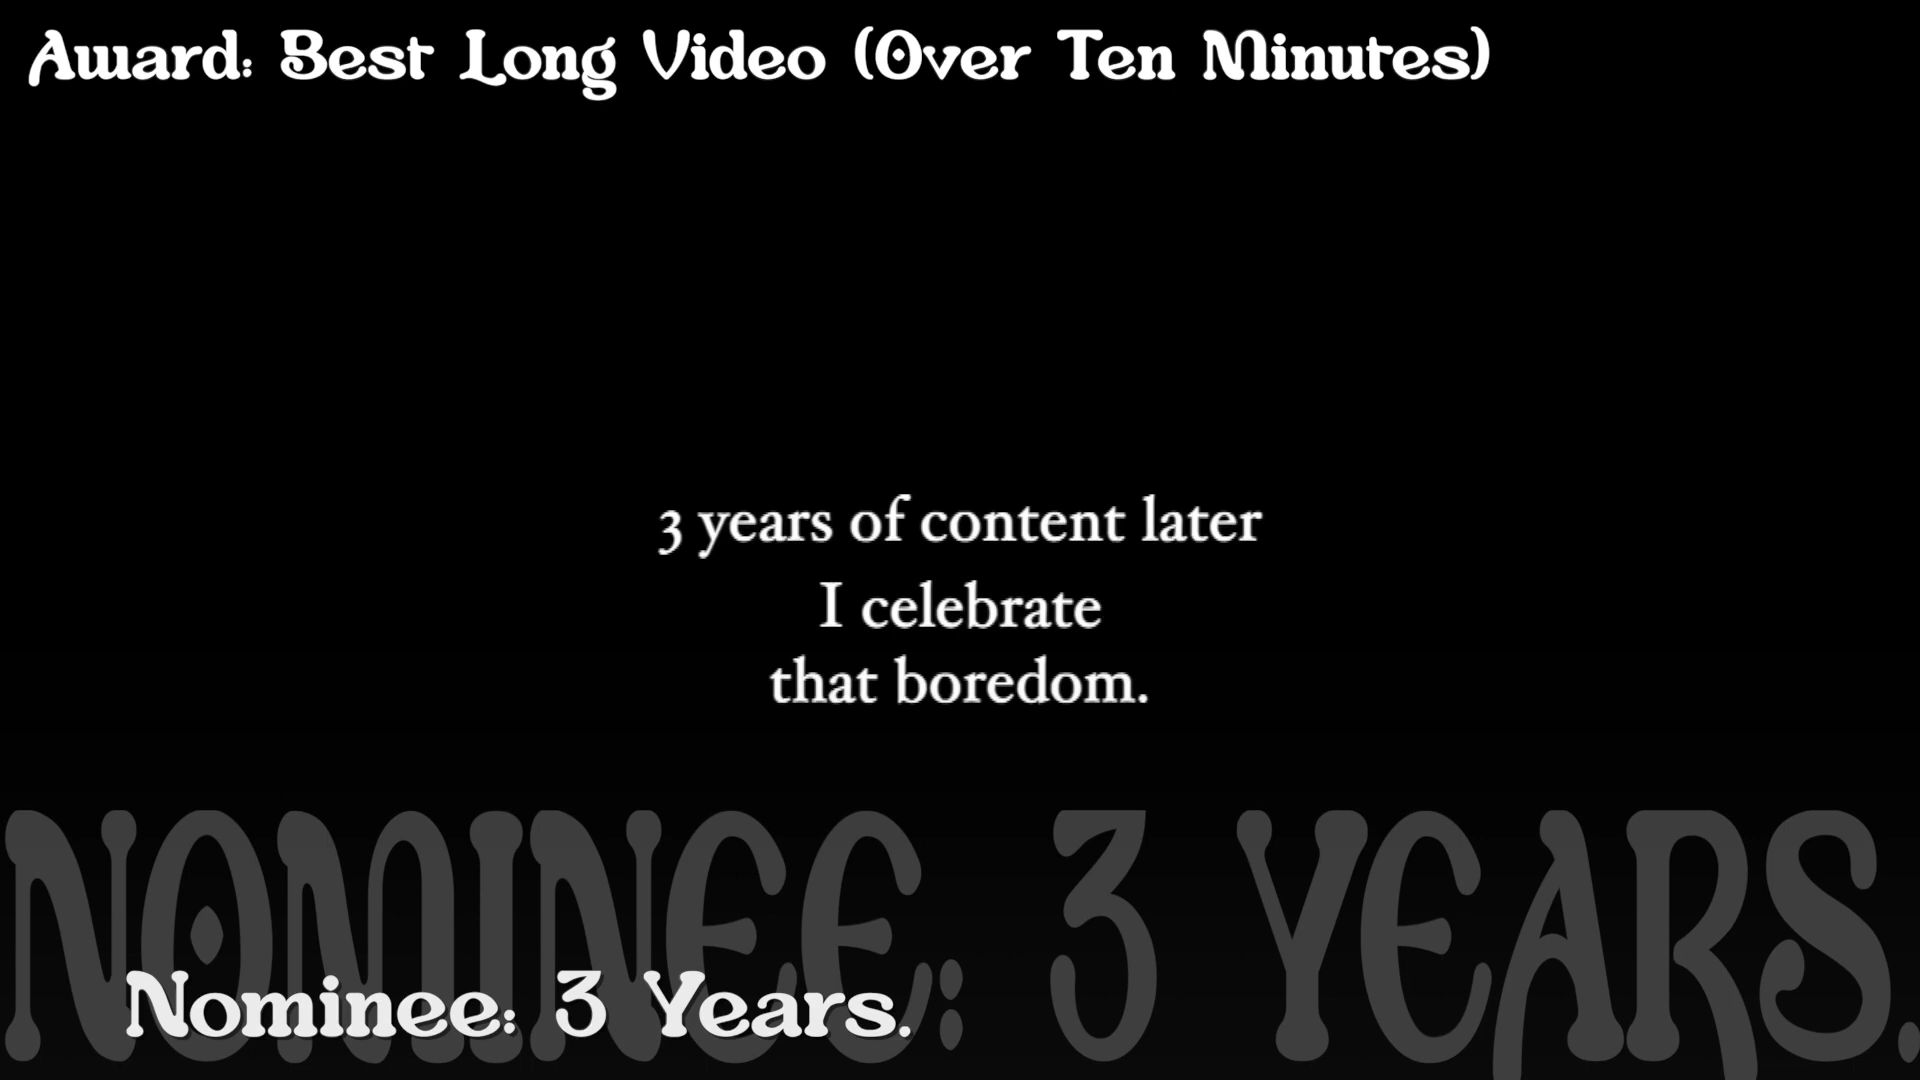 Award: Best Long Video (Over Ten Minutes)
3 years of content later
I celebrate
that boredom.
NOMINEE: 3 YEARS.
Nominee: 3 Years.